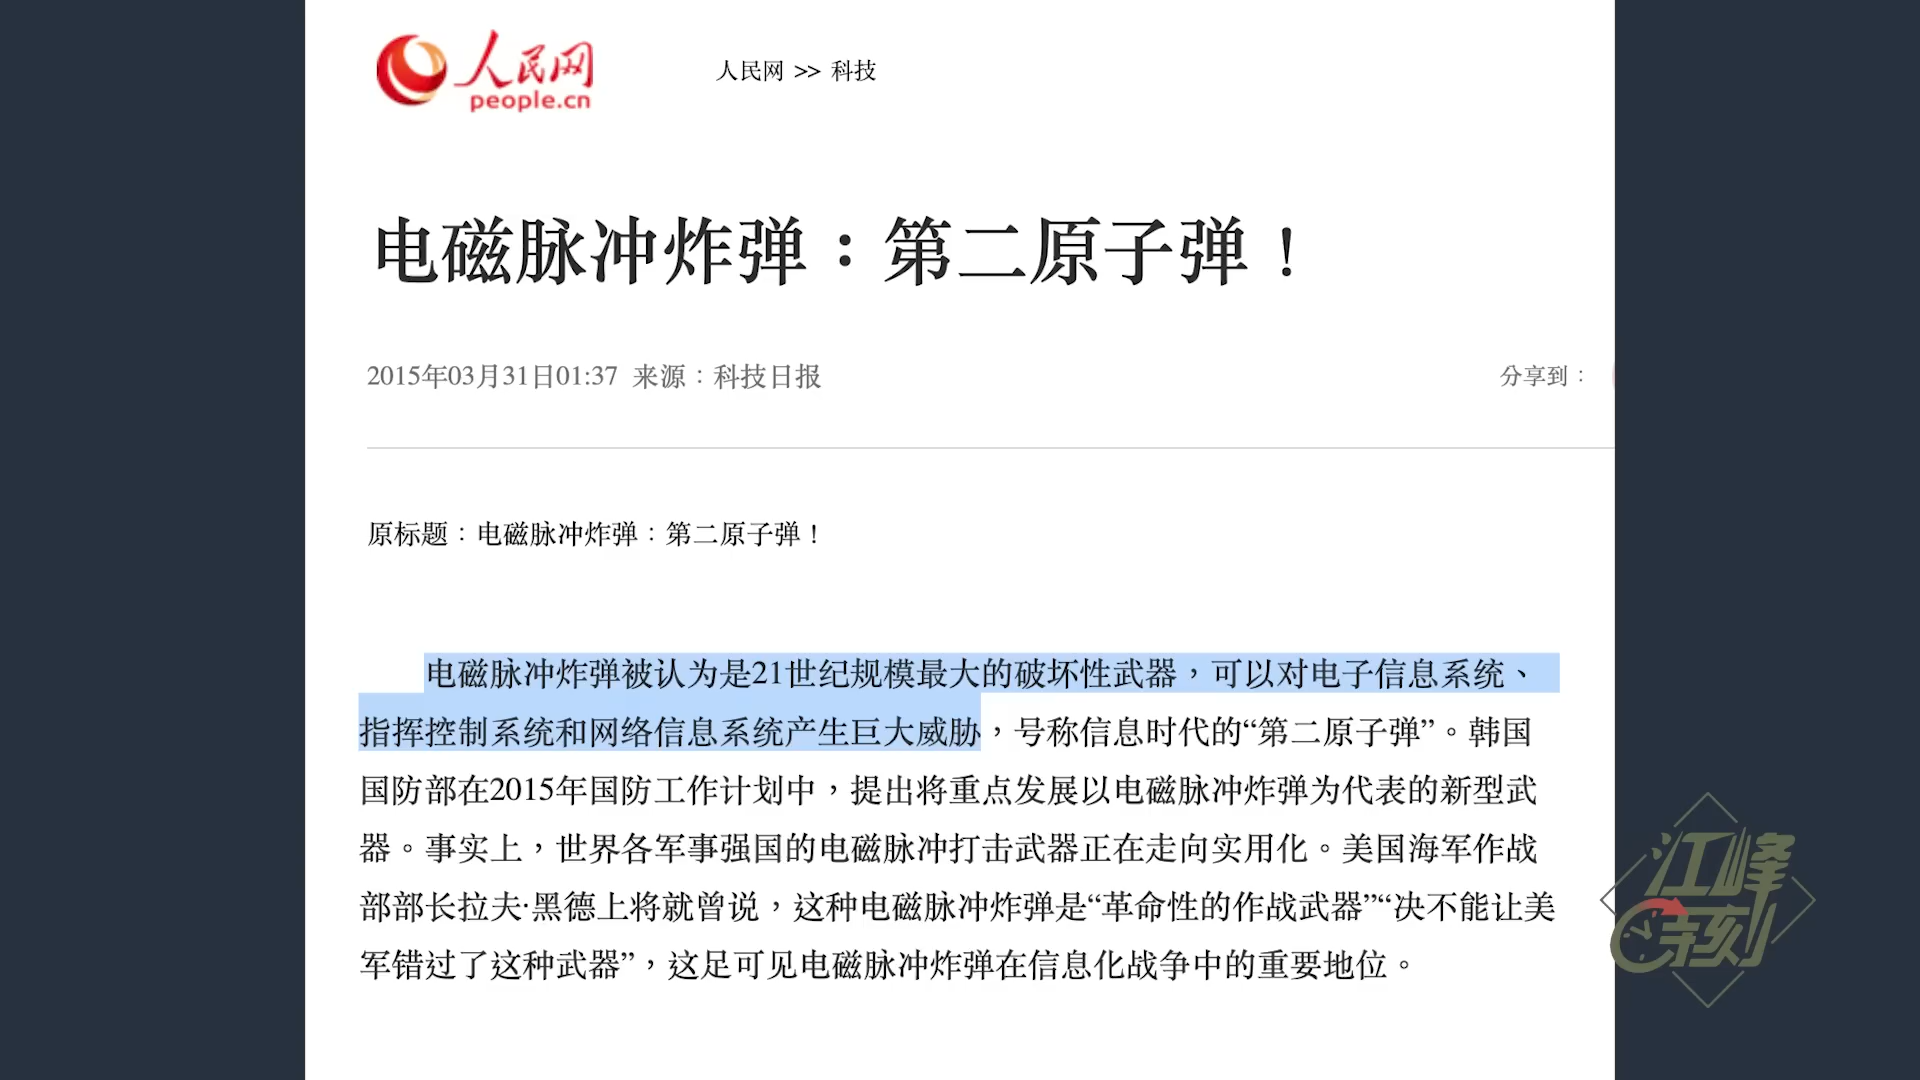 人民网
people.cn
人民网 >> 科技
电磁脉冲炸弹：第二原子弹！
2015年03月31日01:37 来源：科技日报
分享到：
原标题：电磁脉冲炸弹：第二原子弹！
电磁脉冲炸弹被认为是21世纪规模最大的破坏性武器，可以对电子信息系统、
指挥控制系统和网络信息系统产生巨大威胁，号称信息时代的“第二原子弹”。韩国
国防部在2015年国防工作计划中，提出将重点发展以电磁脉冲炸弹为代表的新型武
器。事实上，世界各军事强国的电磁脉冲打击武器正在走向实用化。美国海军作战
部部长拉夫·黑德上将就曾说，这种电磁脉冲炸弹是“革命性的作战武器”“决不能让美
军错过了这种武器”，这足可见电磁脉冲炸弹在信息化战争中的重要地位。
江峰
时刻